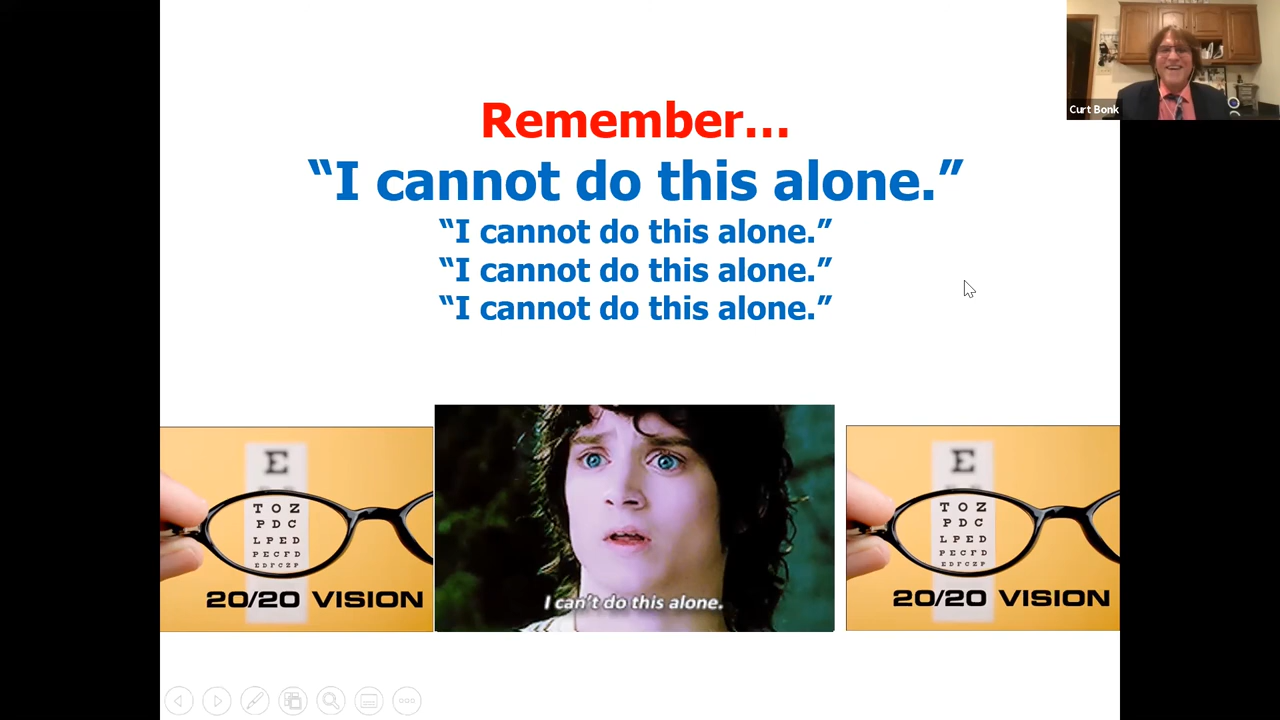 Remember...
“I cannot do this alone.”
“I cannot do this alone.”
“I cannot do this alone.”
“I cannot do this alone.”
Curt Bonk
E
T O Z
P D C
L P E D
P E C F D
E D F C Z P
20/20 VISION
I can't do this alone.
E
T O Z
P D C
L P E D
P E C F D
E D F C Z P
20/20 VISION